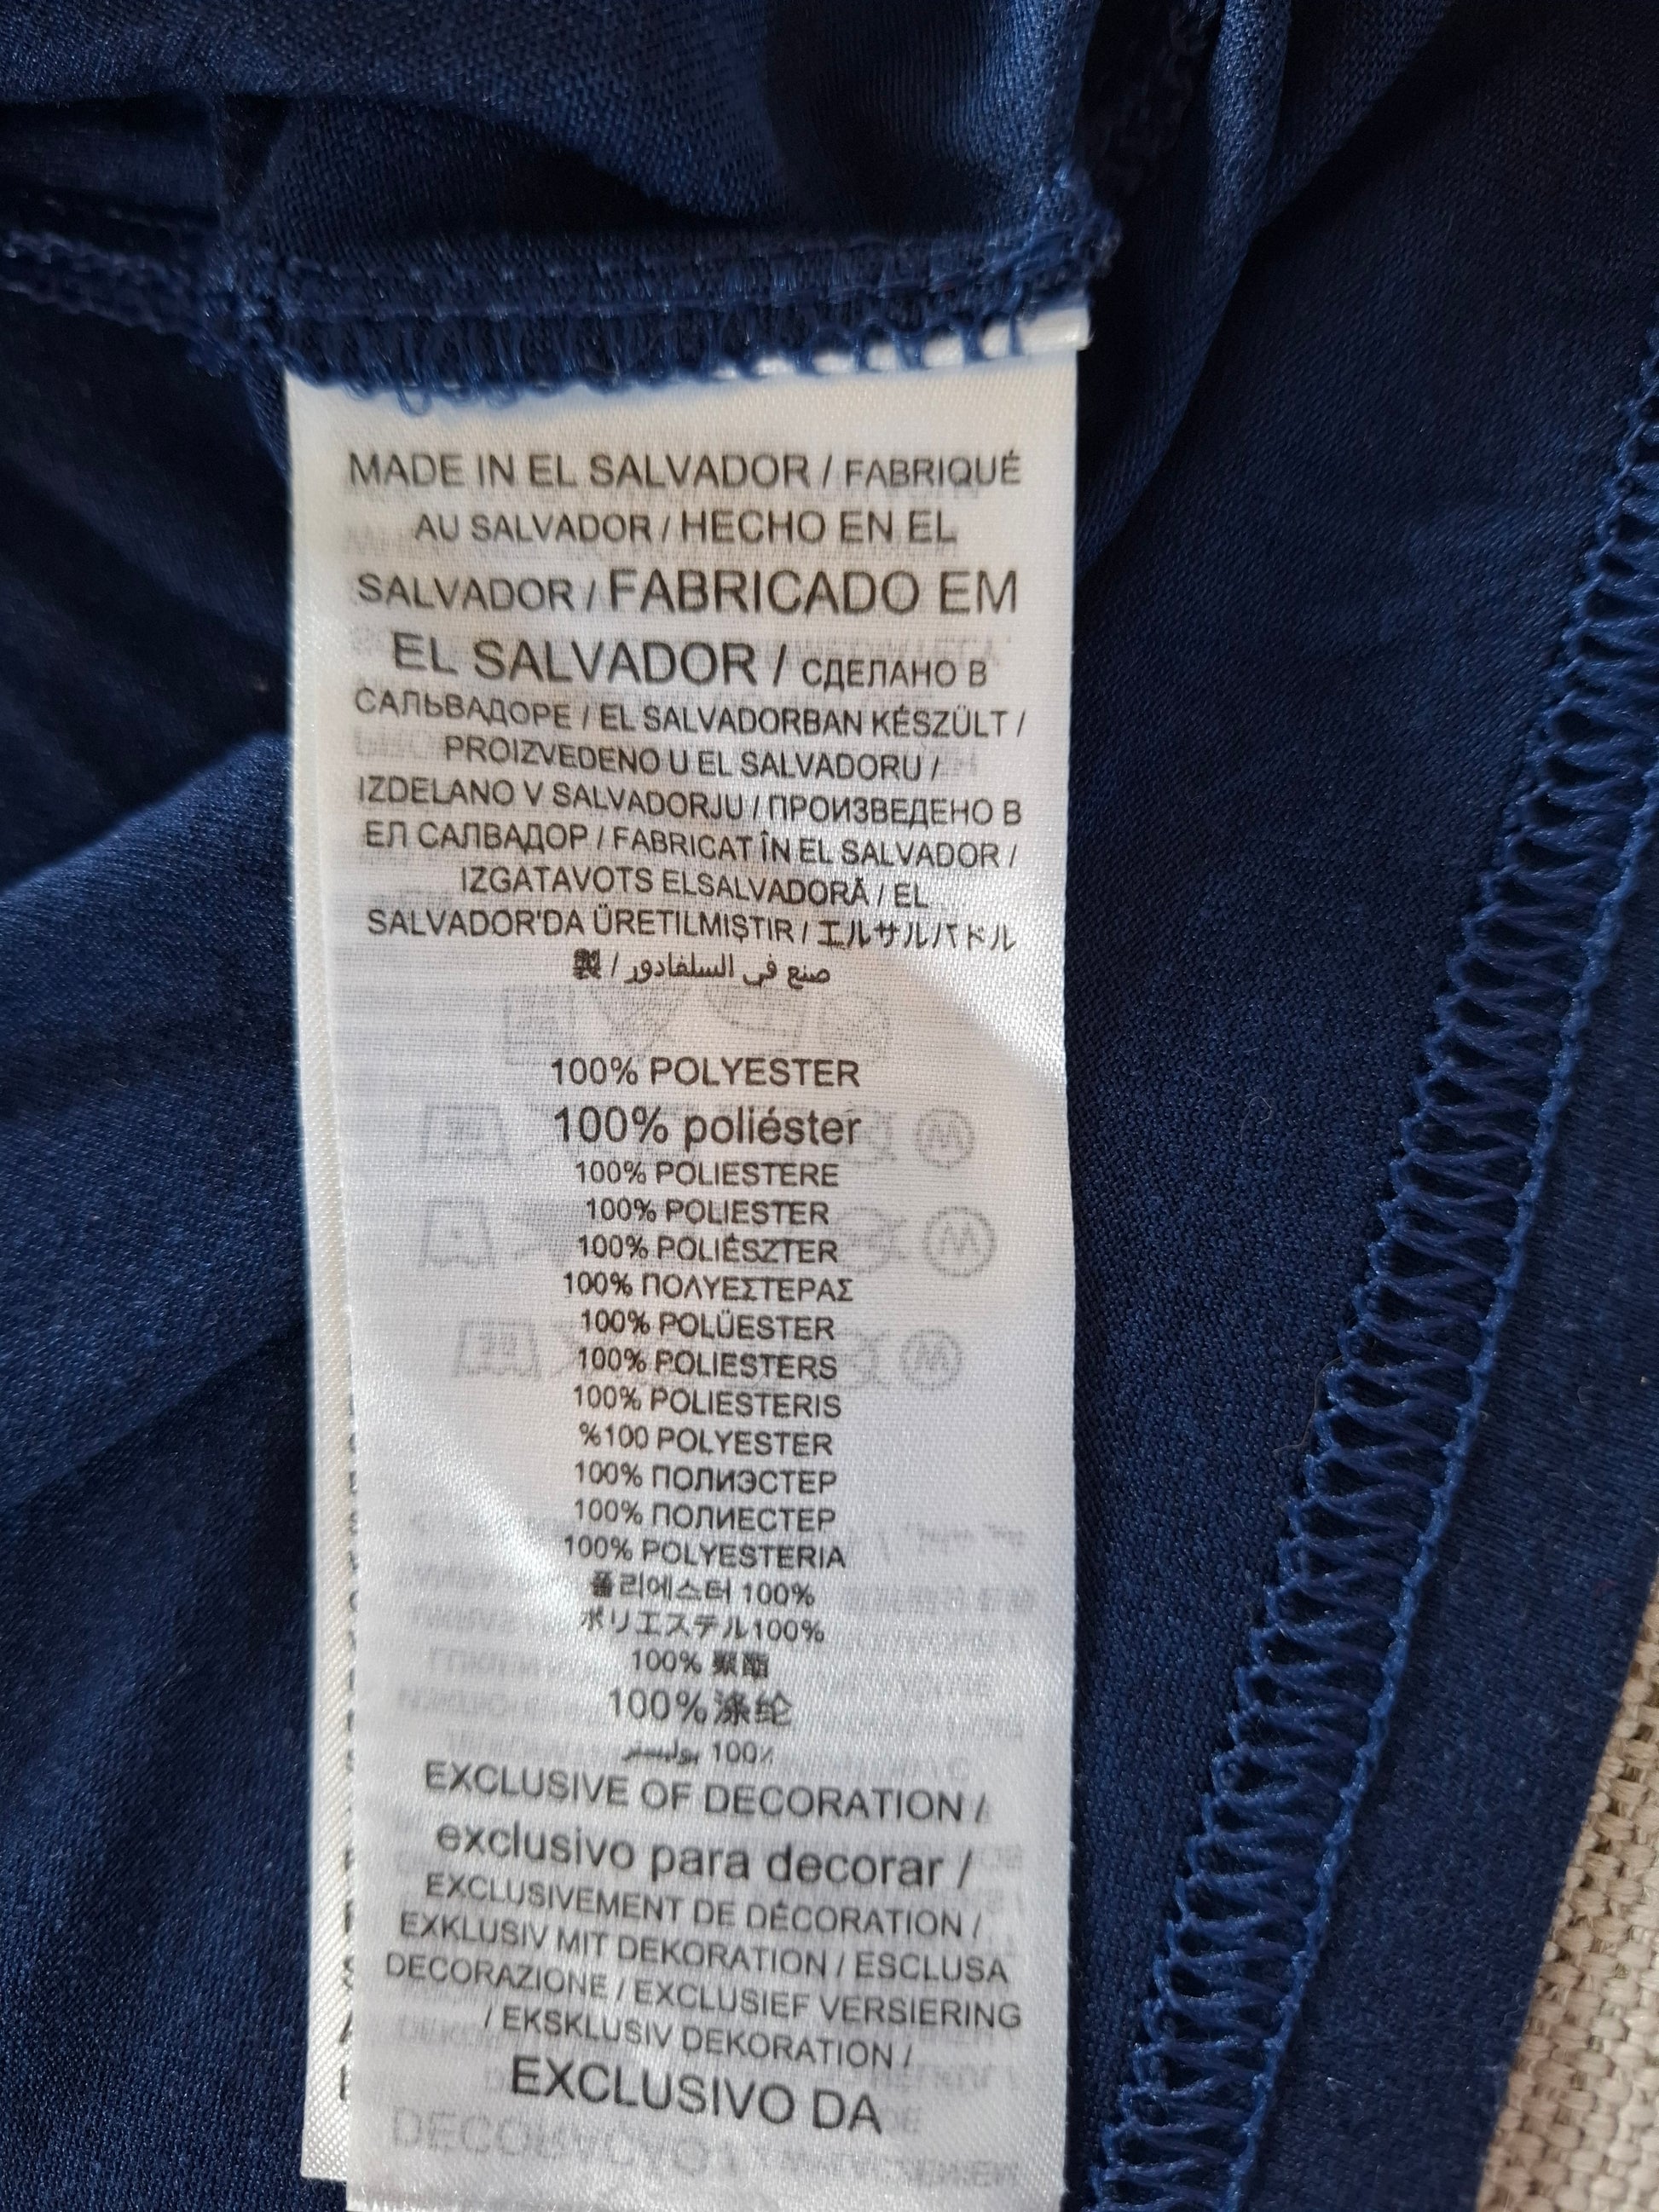 MADE IN EL SALVADOR / FABRIQUÉ
AU SALVADOR / HECHO EN EL
SALVADOR / FABRICADO EM
EL SALVADOR / СДЕЛАНО В
САЛЬВАДОРЕ / EL SALVADORBAN KÉSZÜLT /
PROIZVEDENO U EL SALVADORU /
IZDELANO V SALVADORJU / ПРОИЗВЕДЕНО В
ЕЛ САЛВАДОР / FABRICAT ÎN EL SALVADOR /
IZGATAVOTS ELSALVADORĀ / EL
SALVADOR'DA ÜRETILMIŞTIR / エルサルバドル
製 / صنع في السلفادور
100% POLYESTER
100% poliéster
100% POLIESTERE
100% POLIESTER
100% POLIÉSZTER
100% ΠΟΛΥΕΣΤΕΡΑΣ
100% POLÜESTER
100% POLIESTERS
100% POLIESTERIS
%100 POLYESTER
100% ПОЛИЭСТЕР
100% ПОЛИЕСТЕР
100% POLYESTERIA
폴리에스터 100%
ポリエステル100%
100% 聚酯
100%涤纶
100% بوليستر
EXCLUSIVE OF DECORATION /
exclusivo para decorar /
EXCLUSIVEMENT DE DÉCORATION /
EXKLUSIV MIT DEKORATION / ESCLUSA
DECORAZIONE / EXCLUSIEF VERSIERING
/ EKSKLUSIV DEKORATION /
EXCLUSIVO DA